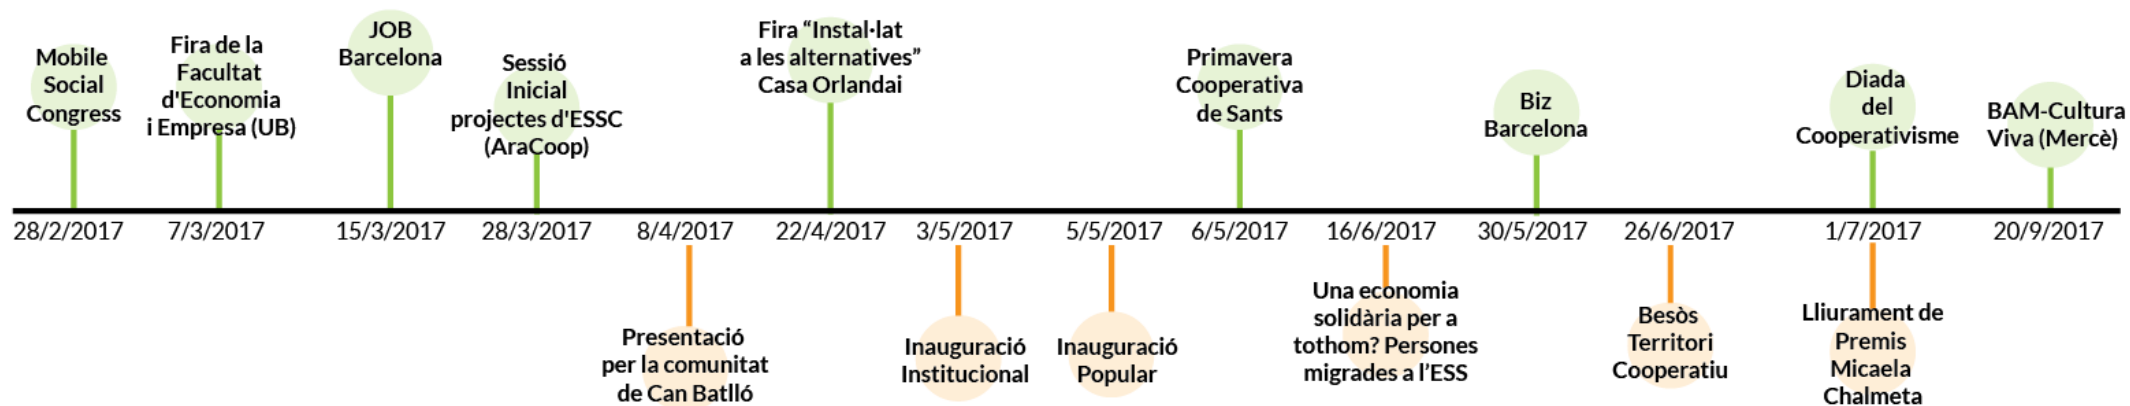 Mobile
Social
Congress
Fira de la
Facultat
d'Economia
i Empresa (UB)
JOB
Barcelona
Sessió
Inicial
projectes d'ESSC
(AraCoop)
Fira “Instal·lat
a les alternatives”
Casa Orlandai
Primavera
Cooperativa
de Sants
Biz
Barcelona
Diada
del
Cooperativisme
BAM-Cultura
Viva (Mercè)
28/2/2017
7/3/2017
15/3/2017
28/3/2017
8/4/2017
22/4/2017
3/5/2017
5/5/2017
6/5/2017
16/6/2017
30/5/2017
26/6/2017
1/7/2017
20/9/2017
Presentació
per la comunitat
de Can Batlló
Inauguració
Institucional
Inauguració
Popular
Una economia
solidària per a
tothom? Persones
migrades a l’ESS
Besòs
Territori
Cooperatiu
Lliurament de
Premis
Micaela
Chalmeta